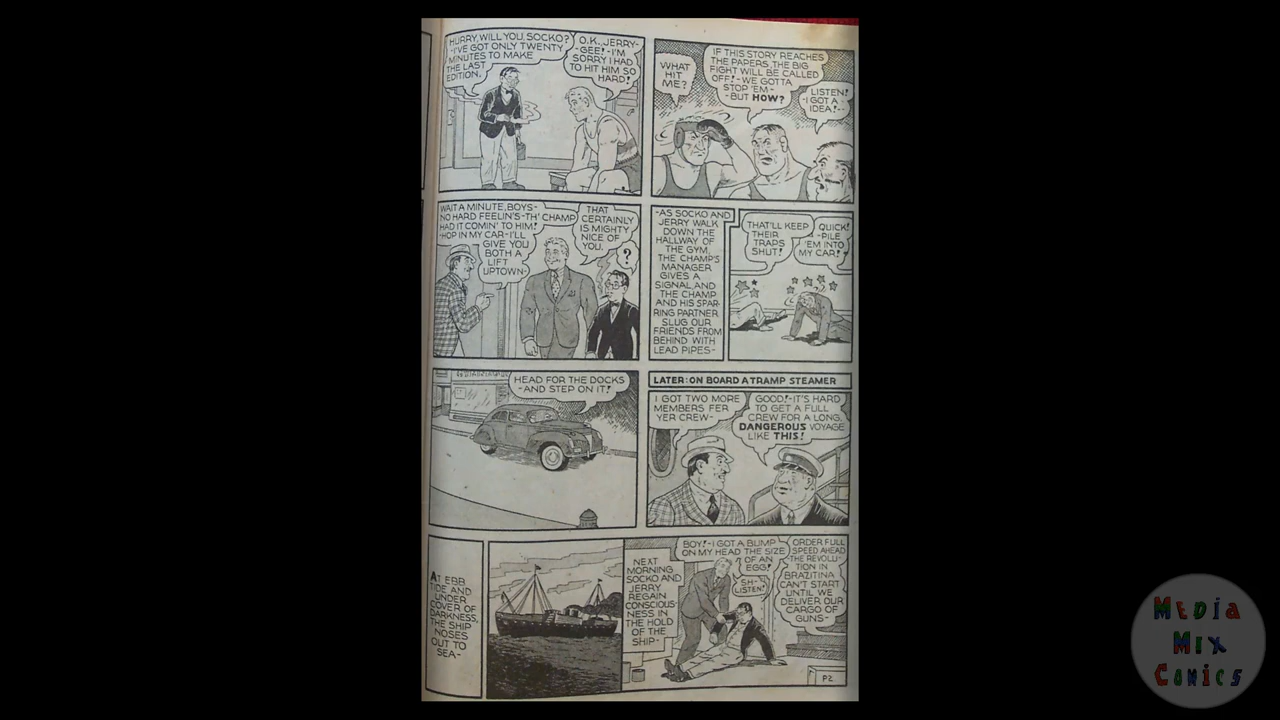 HURRY, WILL YOU, SOCKO?
-I'VE GOT ONLY TWENTY
MINUTES TO MAKE
THE LAST
EDITION.
O.K., JERRY-
-GEE!-I'M
SORRY I HAD
TO HIT HIM SO
HARD!
WHAT
HIT
ME?
IF THIS STORY REACHES
THE PAPERS, THE BIG
FIGHT WILL BE CALLED
OFF!-WE GOTTA
STOP 'EM-
-BUT HOW?
LISTEN!
-I GOT A
IDEA!--
WAIT A MINUTE, BOYS-
NO HARD FEELIN'S-TH' CHAMP
HAD IT COMIN' TO HIM!
-HOP IN MY CAR-I'LL
GIVE YOU
BOTH A
LIFT
UPTOWN-
THAT
CERTAINLY
IS MIGHTY
NICE OF
YOU.
?
-AS SOCKO AND
JERRY WALK
DOWN THE
HALLWAY OF
THE GYM,
THE CHAMP'S
MANAGER
GIVES A
SIGNAL, AND
THE CHAMP
AND HIS SPAR-
RING PARTNER
SLUG OUR
FRIENDS FROM
BEHIND WITH
LEAD PIPES-
THAT'LL KEEP
THEIR
TRAPS
SHUT!
QUICK!
-PILE
'EM INTO
MY CAR!
HEAD FOR THE DOCKS
-AND STEP ON IT!
LATER: ON BOARD A TRAMP STEAMER
I GOT TWO MORE
MEMBERS FER
YER CREW-
GOOD!-IT'S HARD
TO GET A FULL
CREW FOR A LONG,
DANGEROUS VOYAGE
LIKE THIS!
AT EBB
TIDE AND
UNDER
COVER OF
DARKNESS,
THE SHIP
NOSES
OUT TO
SEA-
NEXT
MORNING
SOCKO AND
JERRY
REGAIN
CONSCIOUS-
NESS IN
THE HOLD
OF THE
SHIP-
BOY!-I GOT A BUMP
ON MY HEAD THE SIZE
OF AN
EGG!
SH-
LISTEN!
ORDER FULL
SPEED AHEAD
-THE REVOLU-
TION IN
BRAZITINA
CAN'T START
UNTIL WE
DELIVER OUR
CARGO OF
GUNS-
P2
MEDIA
MIX
COMICS